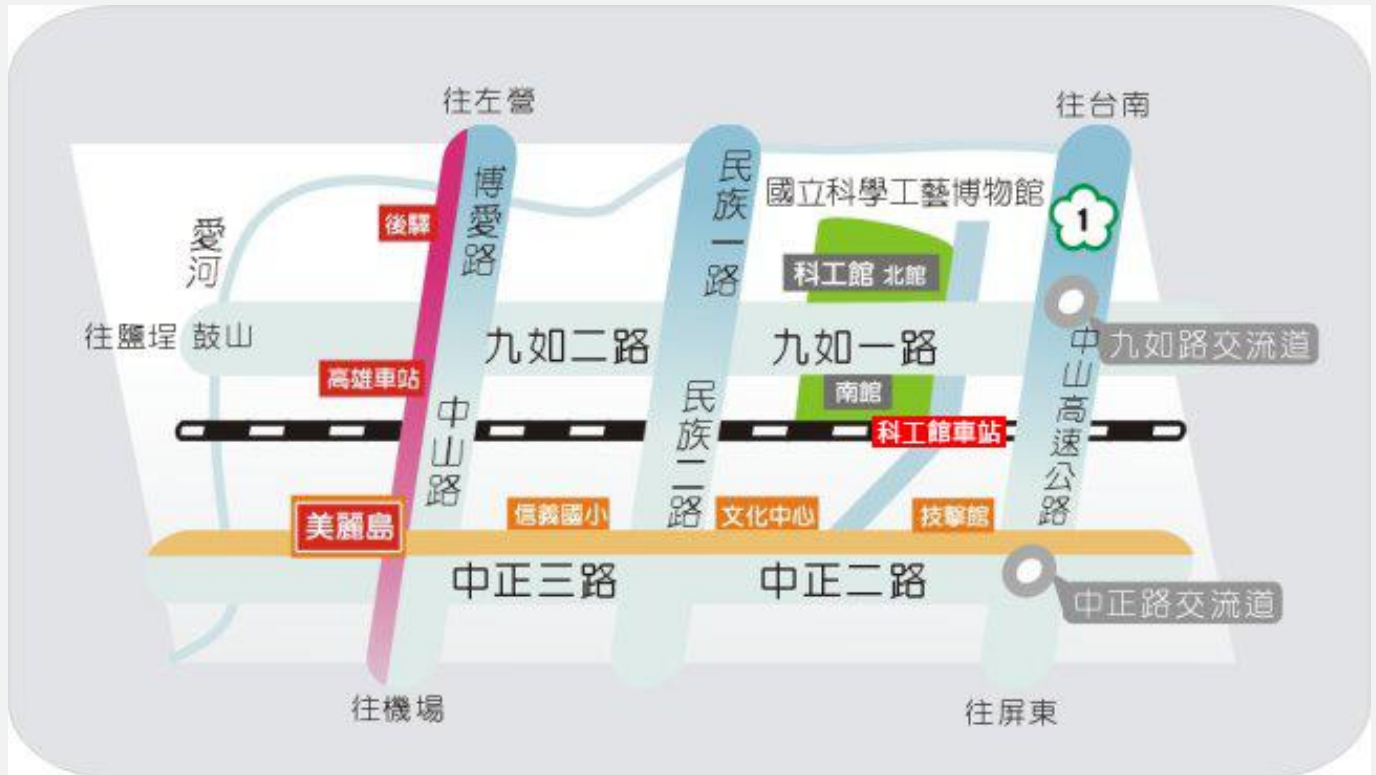 往左營
往台南
博愛路
民族一路
國立科學工藝博物館
1
後驛
愛河
科工館 北館
往鹽埕 鼓山
九如二路
九如一路
九如路交流道
高雄車站
南館
中山路
民族二路
中山高速公路
科工館車站
美麗島
信義國小
文化中心
技擊館
中正三路
中正二路
中正路交流道
往機場
往屏東